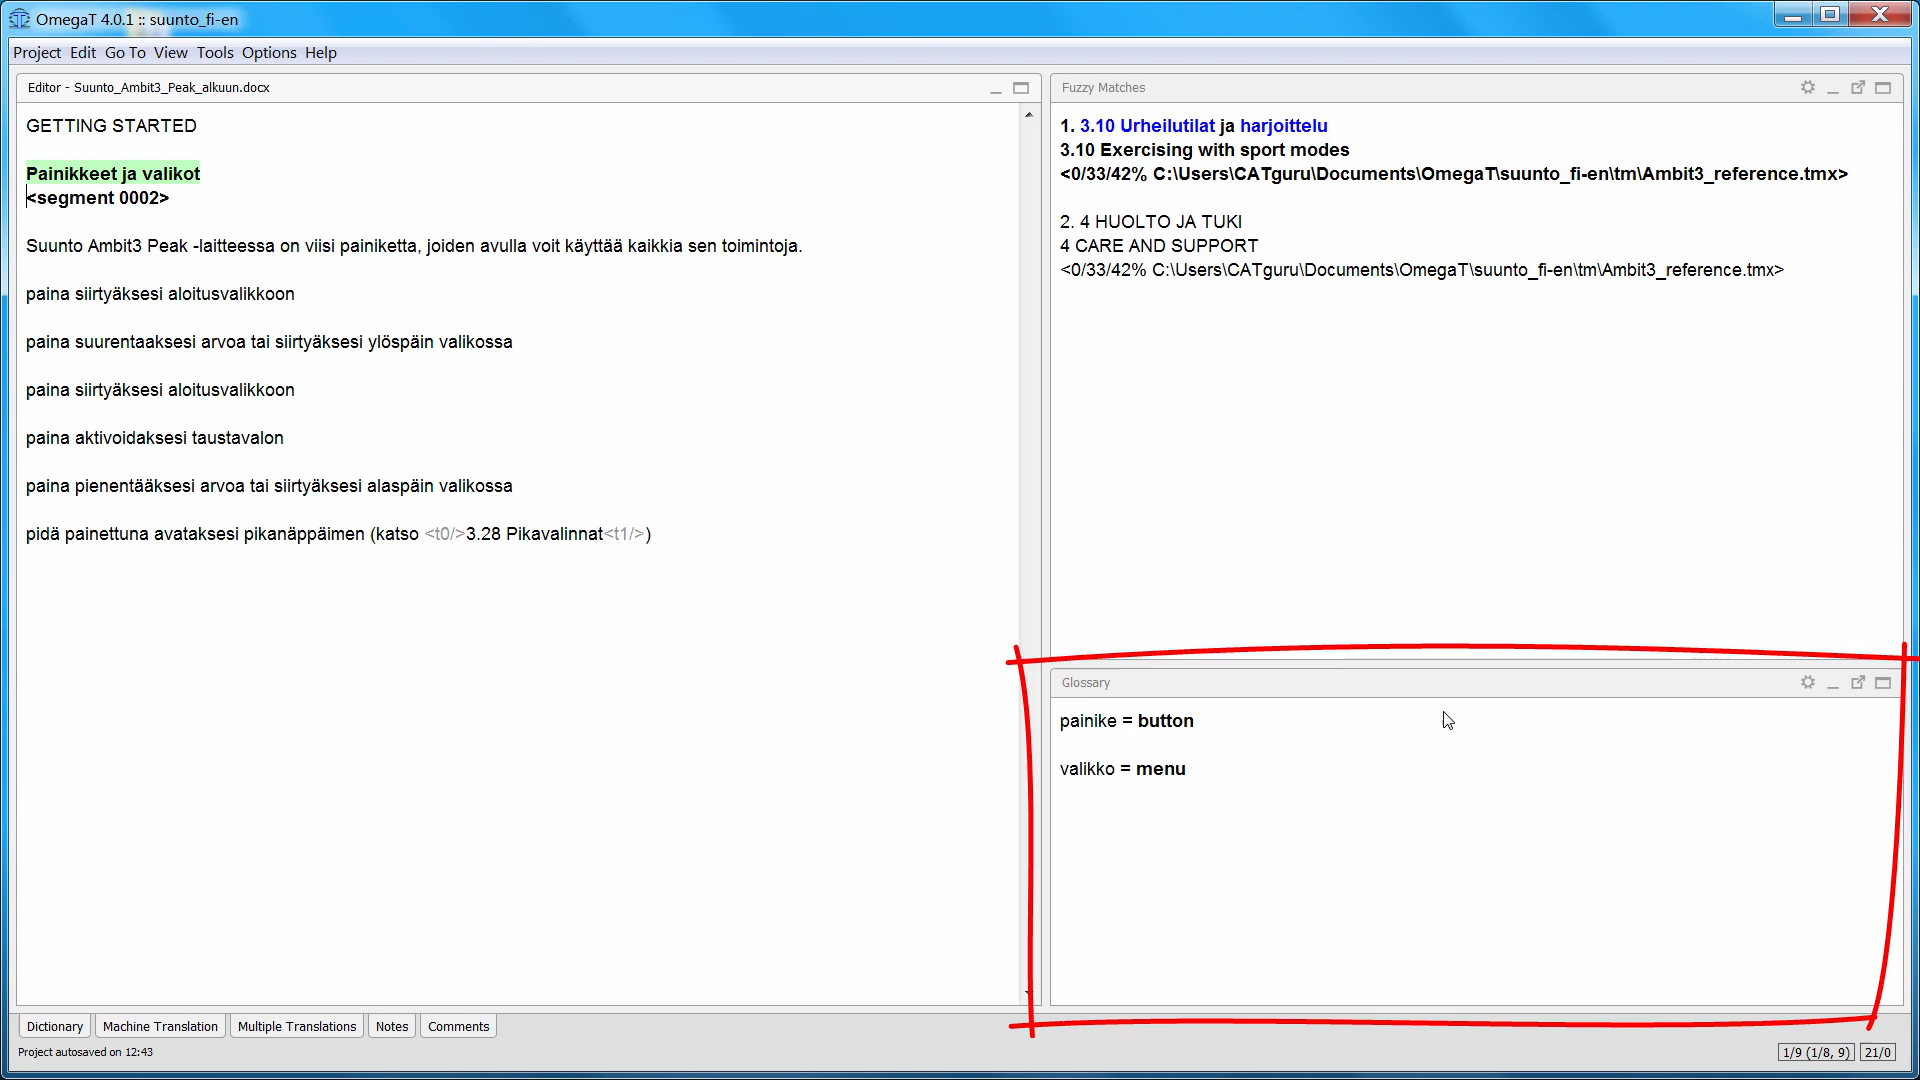 OmegaT 4.0.1 :: suunto_fi-en
Project Edit Go To View Tools Options Help
Editor - Suunto_Ambit3_Peak_alkuun.docx
GETTING STARTED
Painikkeet ja valikot
<segment 0002>
Suunto Ambit3 Peak -laitteessa on viisi painiketta, joiden avulla voit käyttää kaikkia sen toimintoja.
paina siirtyäksesi aloitusvalikkoon
paina suurentaaksesi arvoa tai siirtyäksesi ylöspäin valikossa
paina siirtyäksesi aloitusvalikkoon
paina aktivoidaksesi taustavalon
paina pienentääksesi arvoa tai siirtyäksesi alaspäin valikossa
pidä painettuna avataksesi pikanäppäimen (katso <t0/>3.28 Pikavalinnat<t1/>)
Fuzzy Matches
1. 3.10 Urheilutilat ja harjoittelu
3.10 Exercising with sport modes
<0/33/42% C:\Users\CATguru\Documents\OmegaT\suunto_fi-en\tm\Ambit3_reference.tmx>
2. 4 HUOLTO JA TUKI
4 CARE AND SUPPORT
<0/33/42% C:\Users\CATguru\Documents\OmegaT\suunto_fi-en\tm\Ambit3_reference.tmx>
Glossary
painike = button
valikko = menu
Dictionary Machine Translation Multiple Translations Notes Comments
Project autosaved on 12:43
1/9 (1/8, 9) 21/0